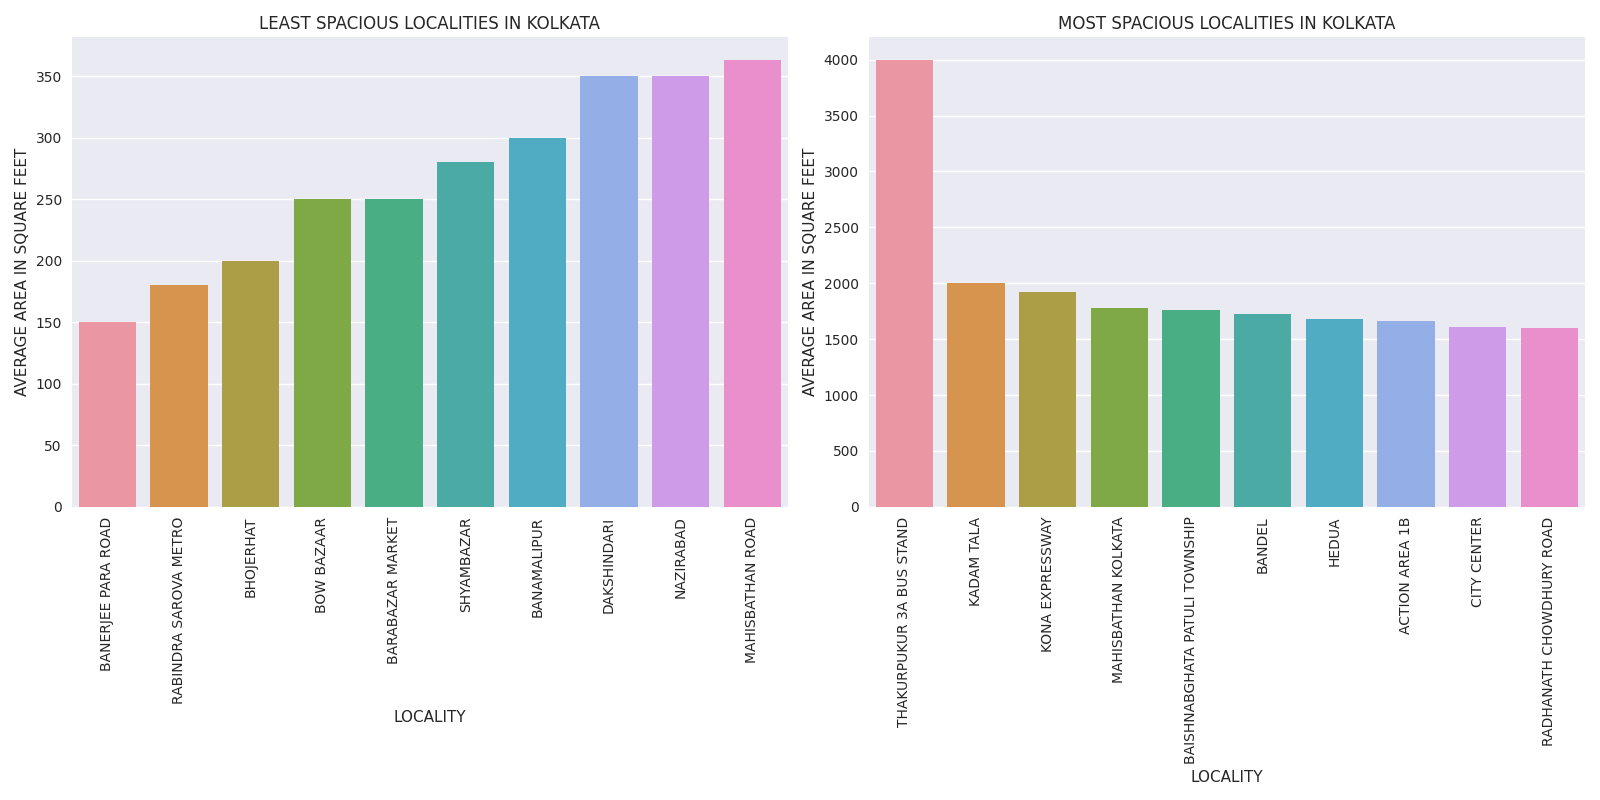 LEAST SPACIOUS LOCALITIES IN KOLKATA
AVERAGE AREA IN SQUARE FEET
350
300
250
200
150
100
50
0
BANERJEE PARA ROAD
RABINDRA SAROVA METRO
BHOJERHAT
BOW BAZAAR
BARABAZAR MARKET
SHYAMBAZAR
BANAMALIPUR
DAKSHINDARI
NAZIRABAD
MAHISBATHAN ROAD
LOCALITY
MOST SPACIOUS LOCALITIES IN KOLKATA
AVERAGE AREA IN SQUARE FEET
4000
3500
3000
2500
2000
1500
1000
500
0
THAKURPUKUR 3A BUS STAND
KADAM TALA
KONA EXPRESSWAY
MAHISBATHAN KOLKATA
BAISHNABGHATA PATULI TOWNSHIP
BANDEL
HEDUA
ACTION AREA 1B
CITY CENTER
RADHANATH CHOWDHURY ROAD
LOCALITY